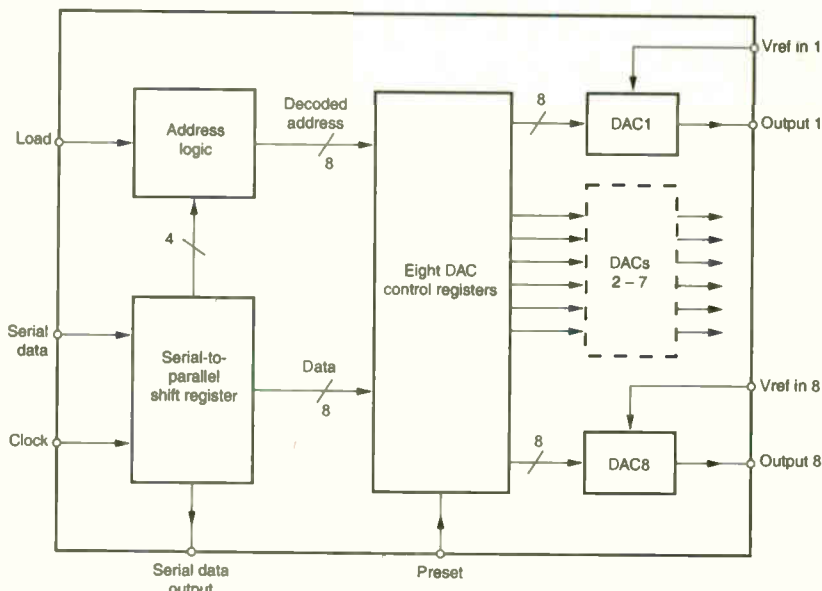 Vref in 1
8
DAC1
Output 1
Load
Address
logic
Decoded
address
8
4
Eight DAC
control registers
DACs
2 – 7
Serial
data
Serial-to-
parallel
shift register
Data
8
Vref in 8
Clock
8
DAC8
Output 8
Serial data
output
Preset